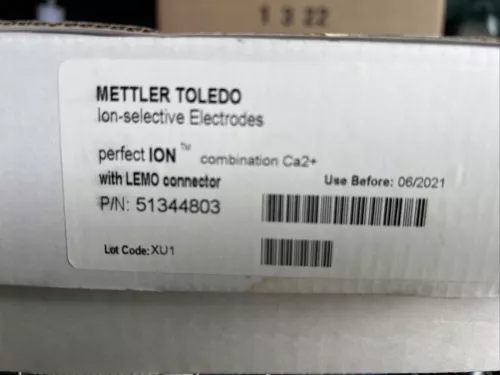 1 3 22
METTLER TOLEDO
Ion-selective Electrodes
perfect ION™ combination Ca2+
with LEMO connector Use Before: 06/2021
P/N: 51344803
Lot Code: XU1